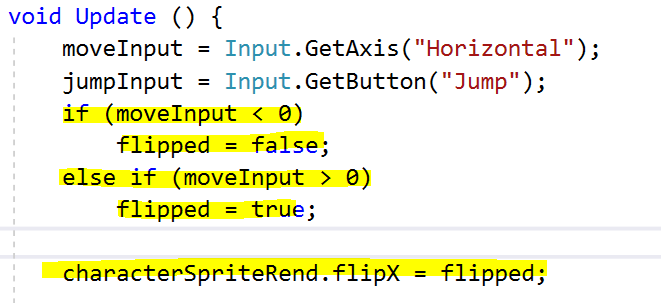 void Update () {
moveInput = Input.GetAxis("Horizontal");
jumpInput = Input.GetButton("Jump");
if (moveInput < 0)
flipped = false;
else if (moveInput > 0)
flipped = true;
characterSpriteRend.flipX = flipped;